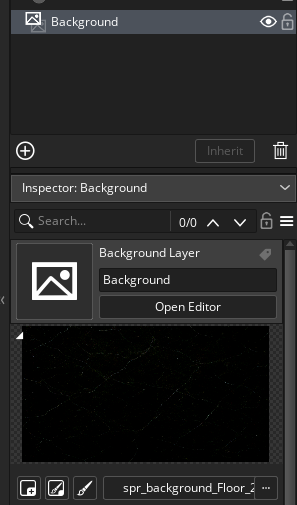 Background
Inherit
Inspector: Background
Search...
0/0
Background Layer
Background
Open Editor
spr_background_Floor_2
...